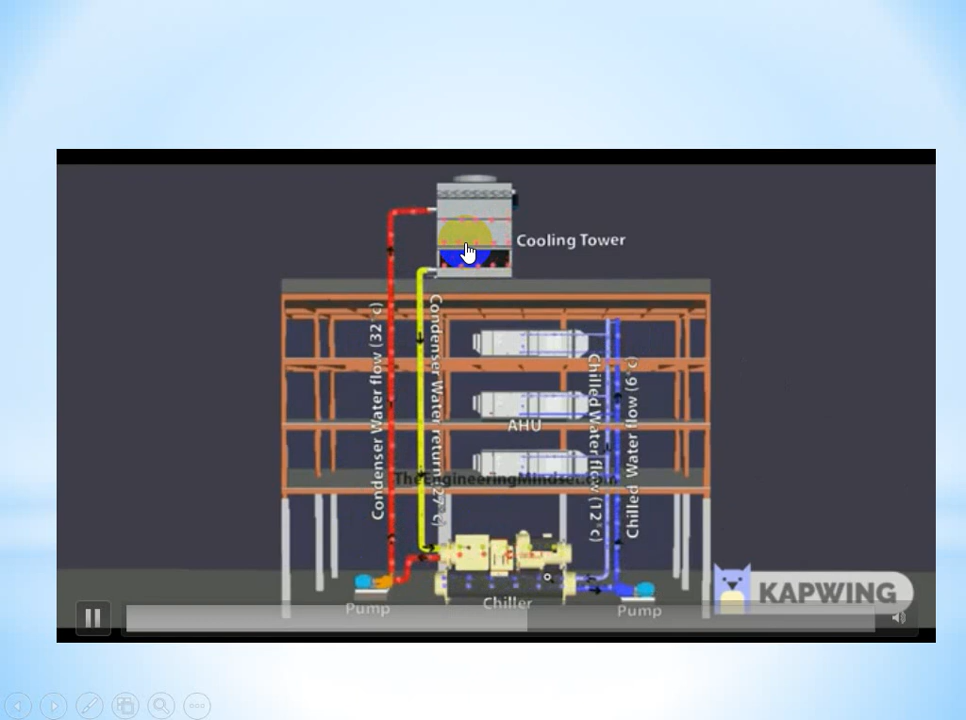 Cooling Tower
Condenser Water flow (32°c)
Condenser Water return (27°c)
Chilled Water flow (12°c)
Chilled Water flow (6°c)
AHU
TheEngineeringMindset.com
Chiller
Pump
Pump
KAPWING